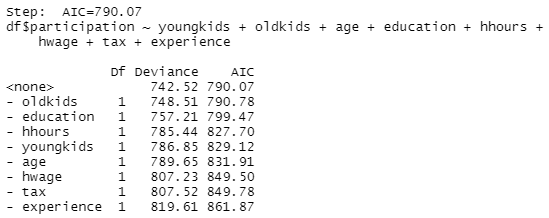 Step:  AIC=790.07
df$participation ~ youngkids + oldkids + age + education + hhours +
    hwage + tax + experience
             Df Deviance    AIC
<none>           742.52 790.07
- oldkids     1   748.51 790.78
- education   1   757.21 799.47
- hhours      1   785.44 827.70
- youngkids   1   786.85 829.12
- age         1   789.65 831.91
- hwage       1   807.23 849.50
- tax         1   807.52 849.78
- experience  1   819.61 861.87